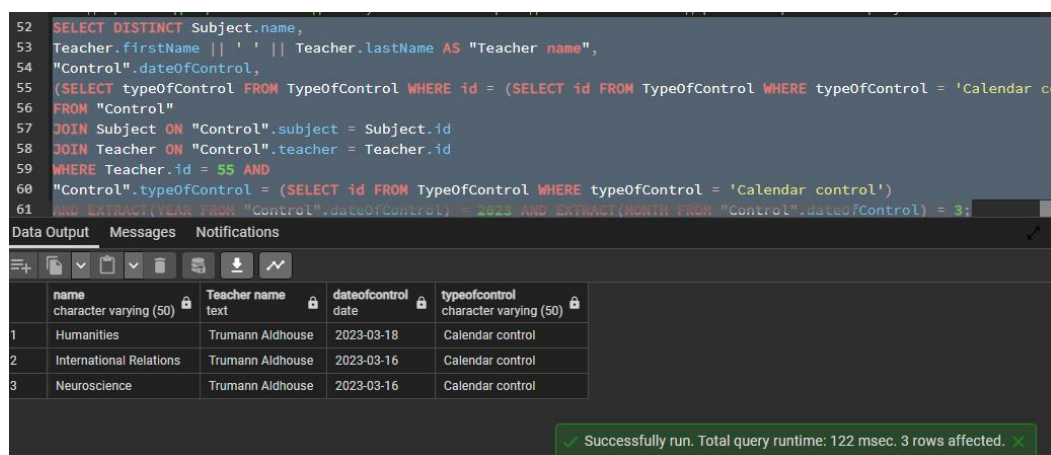 52 SELECT DISTINCT Subject.name,
53 Teacher.firstName || ' ' || Teacher.lastName AS "Teacher name",
54 "Control".dateOfControl,
55 (SELECT typeOfControl FROM TypeOfControl WHERE id = (SELECT id FROM TypeOfControl WHERE typeOfControl = 'Calendar c
56 FROM "Control"
57 JOIN Subject ON "Control".subject = Subject.id
58 JOIN Teacher ON "Control".teacher = Teacher.id
59 WHERE Teacher.id = 55 AND
60 "Control".typeOfControl = (SELECT id FROM TypeOfControl WHERE typeOfControl = 'Calendar control')
61 AND EXTRACT(YEAR FROM "Control".dateOfControl) = 2023 AND EXTRACT(MONTH FROM "Control".dateOfControl) = 3;
Data Output Messages Notifications
name Teacher name dateofcontrol typeofcontrol
character varying (50) text date character varying (50)
1 Humanities Trumann Aldhouse 2023-03-18 Calendar control
2 International Relations Trumann Aldhouse 2023-03-16 Calendar control
3 Neuroscience Trumann Aldhouse 2023-03-16 Calendar control
Successfully run. Total query runtime: 122 msec. 3 rows affected.